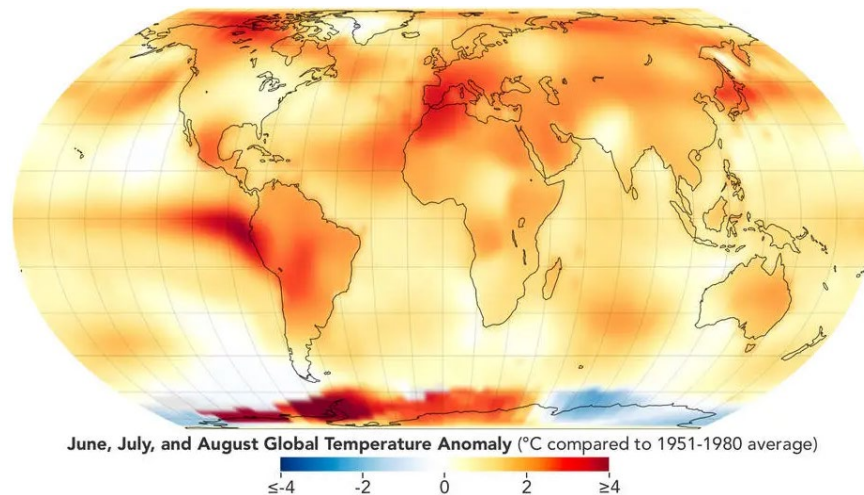 June, July, and August Global Temperature Anomaly (°C compared to 1951-1980 average)
≤-4 -2 0 2 ≥4